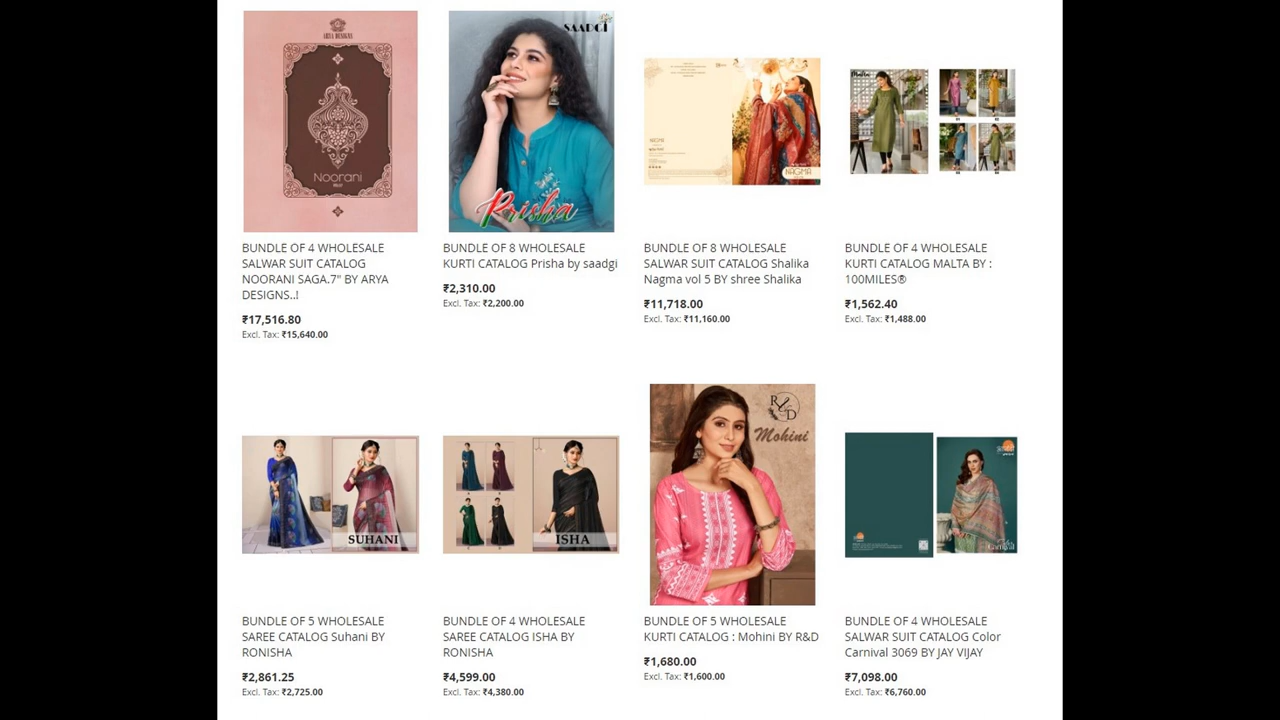 ARYA DESIGNS
Noorani
SAADGI
Prisha
NAGMA
BUNDLE OF 4 WHOLESALE
SALWAR SUIT CATALOG
NOORANI SAGA.7" BY ARYA
DESIGNS..!
₹17,516.80
Excl. Tax: ₹15,640.00
BUNDLE OF 8 WHOLESALE
KURTI CATALOG Prisha by saadgi
₹2,310.00
Excl. Tax: ₹2,200.00
BUNDLE OF 8 WHOLESALE
SALWAR SUIT CATALOG Shalika
Nagma vol 5 BY shree Shalika
₹11,718.00
Excl. Tax: ₹11,160.00
BUNDLE OF 4 WHOLESALE
KURTI CATALOG MALTA BY :
100MILES®
₹1,562.40
Excl. Tax: ₹1,488.00
SUHANI
ISHA
R&D
Mohini
Carnival
BUNDLE OF 5 WHOLESALE
SAREE CATALOG Suhani BY
RONISHA
₹2,861.25
Excl. Tax: ₹2,725.00
BUNDLE OF 4 WHOLESALE
SAREE CATALOG ISHA BY
RONISHA
₹4,599.00
Excl. Tax: ₹4,380.00
BUNDLE OF 5 WHOLESALE
KURTI CATALOG : Mohini BY R&D
₹1,680.00
Excl. Tax: ₹1,600.00
BUNDLE OF 4 WHOLESALE
SALWAR SUIT CATALOG Color
Carnival 3069 BY JAY VIJAY
₹7,098.00
Excl. Tax: ₹6,760.00